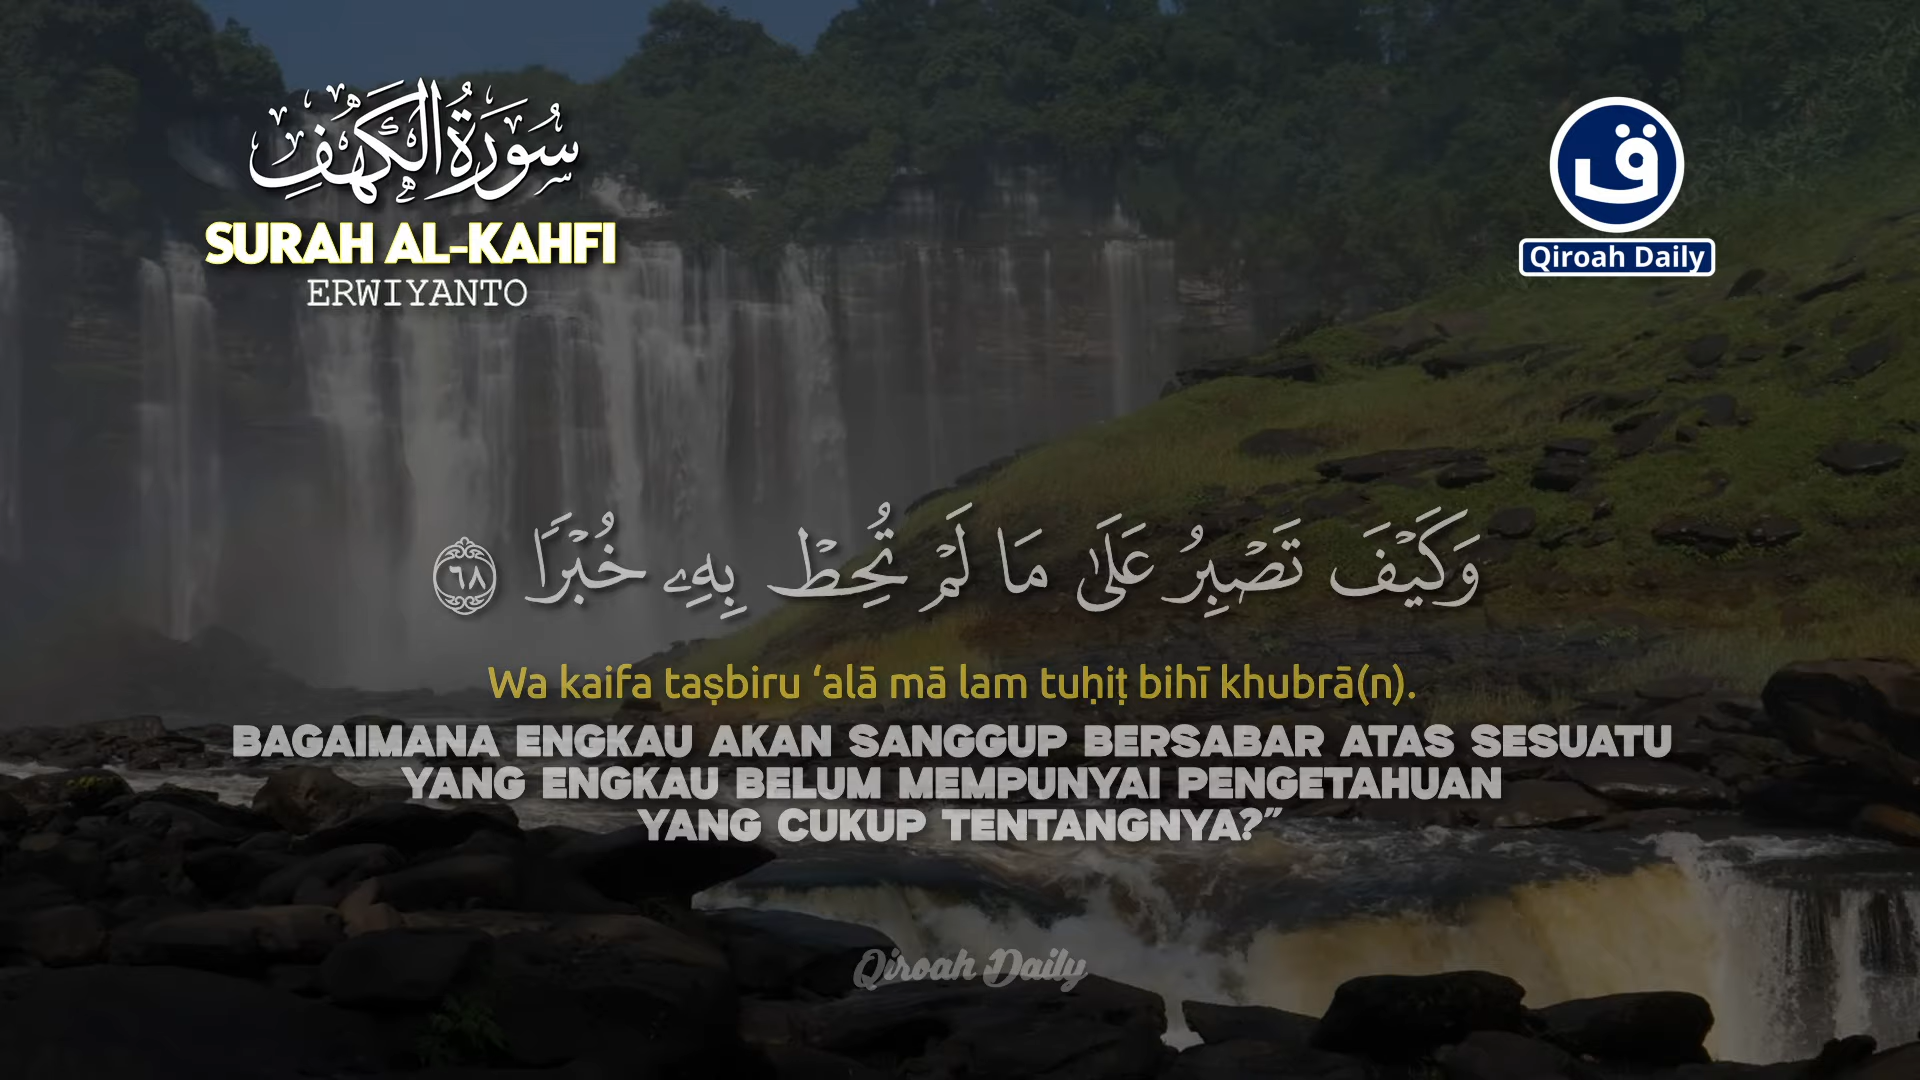 سُورَةُ الْكَهْفِ
SURAH AL-KAHFI
ERWIYANTO
ق
Qiroah Daily
وَكَيْفَ تَصْبِرُ عَلَىٰ مَا لَمْ تُحِطْ بِهِۦ خُبْرًا ٦٨
Wa kaifa taṣbiru ‘alā mā lam tuḥiṭ bihī khubrā(n).
BAGAIMANA ENGKAU AKAN SANGGUP BERSABAR ATAS SESUATU
YANG ENGKAU BELUM MEMPUNYAI PENGETAHUAN
YANG CUKUP TENTANGNYA?”
Qiroah Daily